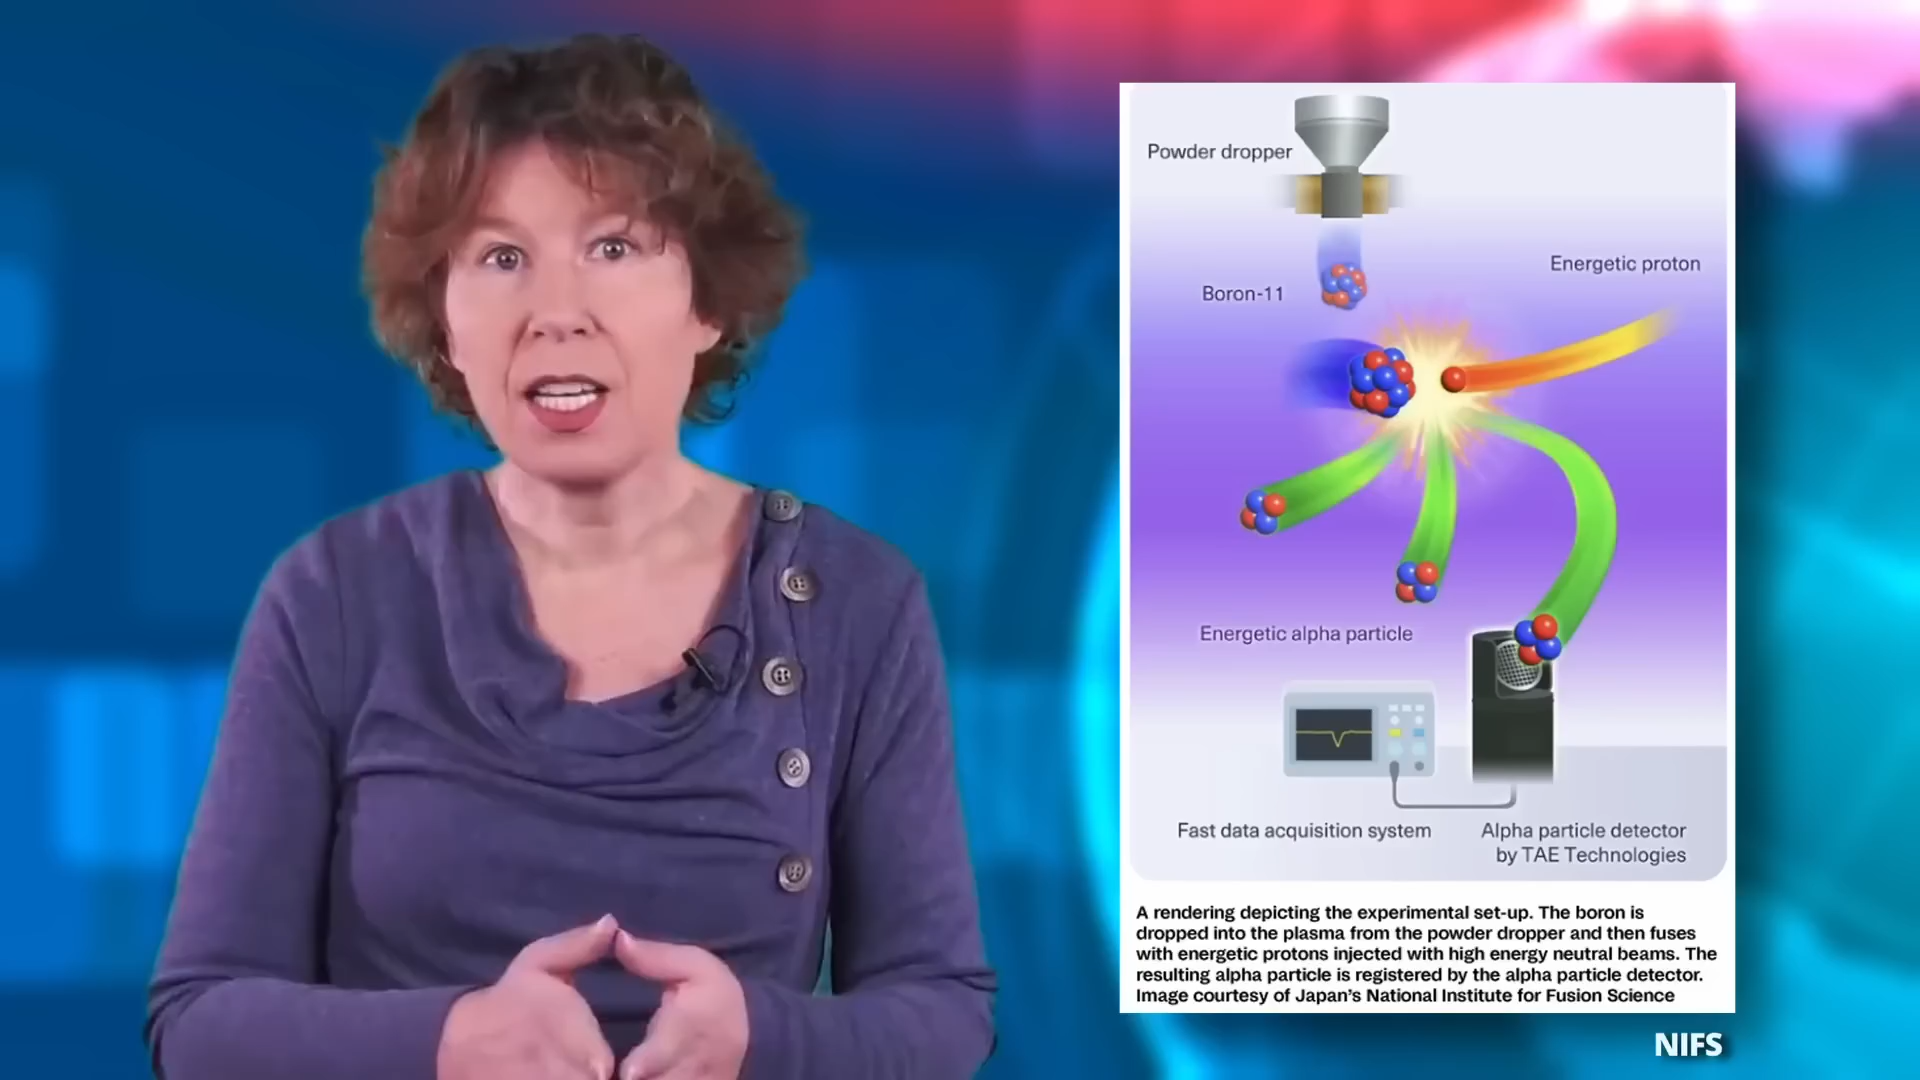 Powder dropper
Energetic proton
Boron-11
Energetic alpha particle
Fast data acquisition system
Alpha particle detector
by TAE Technologies
A rendering depicting the experimental set-up. The boron is
dropped into the plasma from the powder dropper and then fuses
with energetic protons injected with high energy neutral beams. The
resulting alpha particle is registered by the alpha particle detector.
Image courtesy of Japan's National Institute for Fusion Science
NIFS